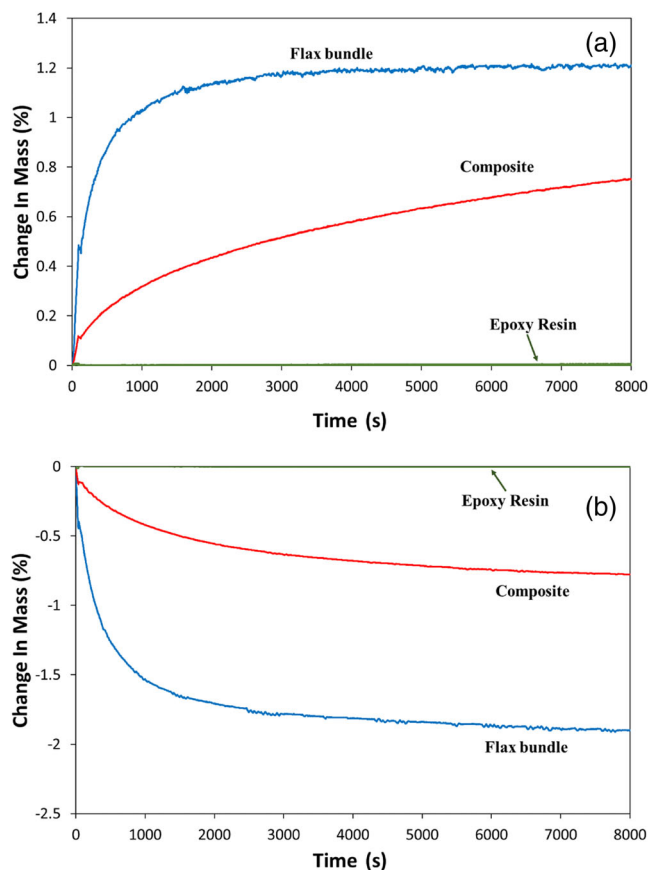 1.4
(a)
Flax bundle
1.2
1
Change In Mass (%)
0.8
Composite
0.6
0.4
Epoxy Resin
0.2
0
0 1000 2000 3000 4000 5000 6000 7000 8000
Time (s)
0
Epoxy Resin
(b)
-0.5
Composite
-1
Change In Mass (%)
-1.5
Flax bundle
-2
-2.5
0 1000 2000 3000 4000 5000 6000 7000 8000
Time (s)